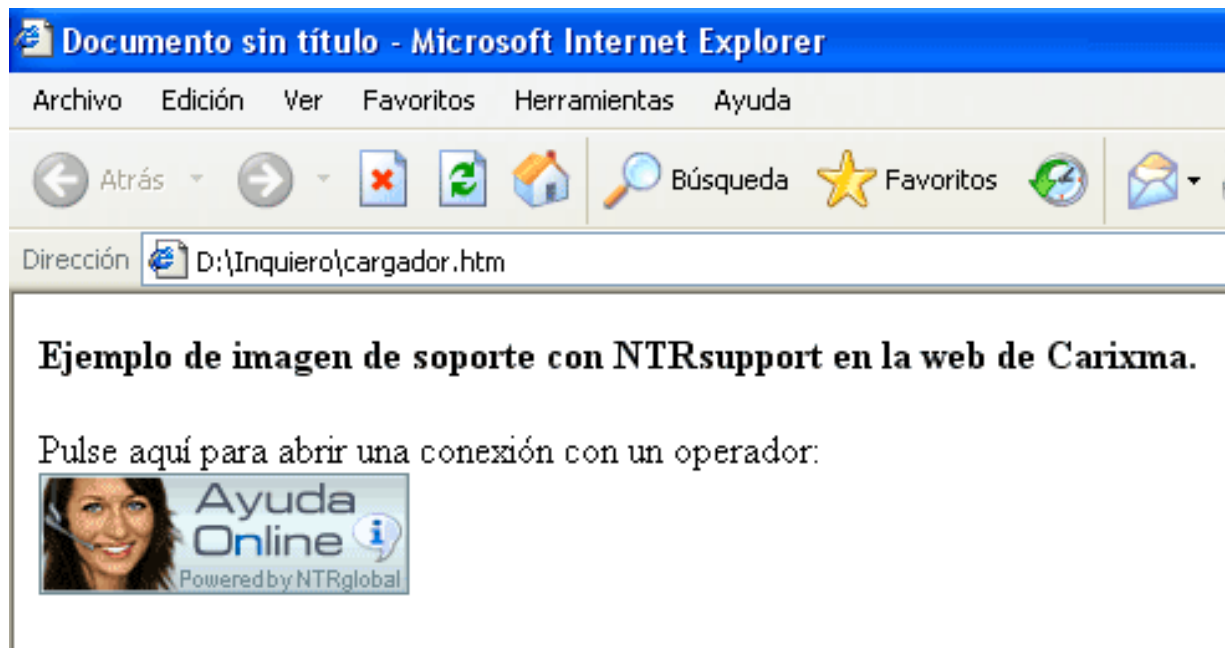 Documento sin título - Microsoft Internet Explorer
Archivo Edición Ver Favoritos Herramientas Ayuda
Atrás Búsqueda Favoritos
Dirección D:\Inquiero\cargador.htm
Ejemplo de imagen de soporte con NTRsupport en la web de Carixma.
Pulse aquí para abrir una conexión con un operador:
Ayuda
Online
Powered by NTRglobal